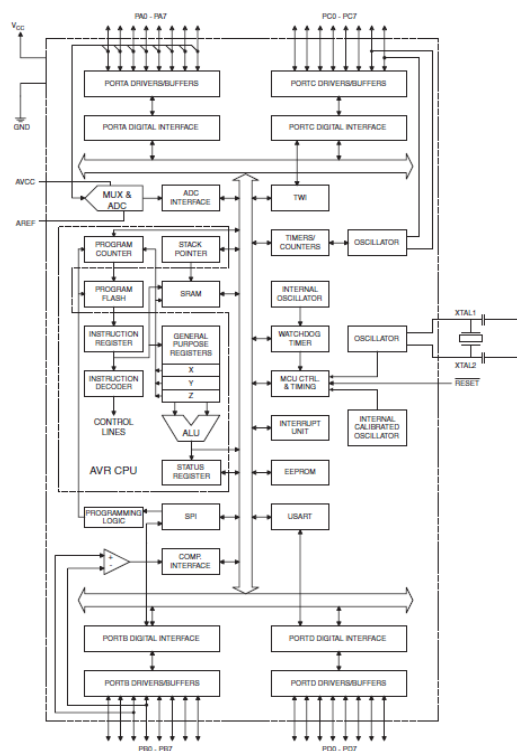 PA0 - PA7
PC0 - PC7
VCC
PORTA DRIVERS/BUFFERS
PORTC DRIVERS/BUFFERS
GND
PORTA DIGITAL INTERFACE
PORTC DIGITAL INTERFACE
AVCC
MUX &
ADC
ADC
INTERFACE
TWI
AREF
PROGRAM
COUNTER
STACK
POINTER
TIMERS/
COUNTERS
OSCILLATOR
PROGRAM
FLASH
SRAM
INTERNAL
OSCILLATOR
XTAL1
INSTRUCTION
REGISTER
GENERAL
PURPOSE
REGISTERS
WATCHDOG
TIMER
OSCILLATOR
XTAL2
X
Y
Z
INSTRUCTION
DECODER
MCU CTRL.
& TIMING
RESET
CONTROL
LINES
ALU
INTERRUPT
UNIT
INTERNAL
CALIBRATED
OSCILLATOR
AVR CPU
STATUS
REGISTER
EEPROM
PROGRAMMING
LOGIC
SPI
USART
+
-
COMP.
INTERFACE
PORTB DIGITAL INTERFACE
PORTD DIGITAL INTERFACE
PORTB DRIVERS/BUFFERS
PORTD DRIVERS/BUFFERS
PB0 - PB7
PD0 - PD7